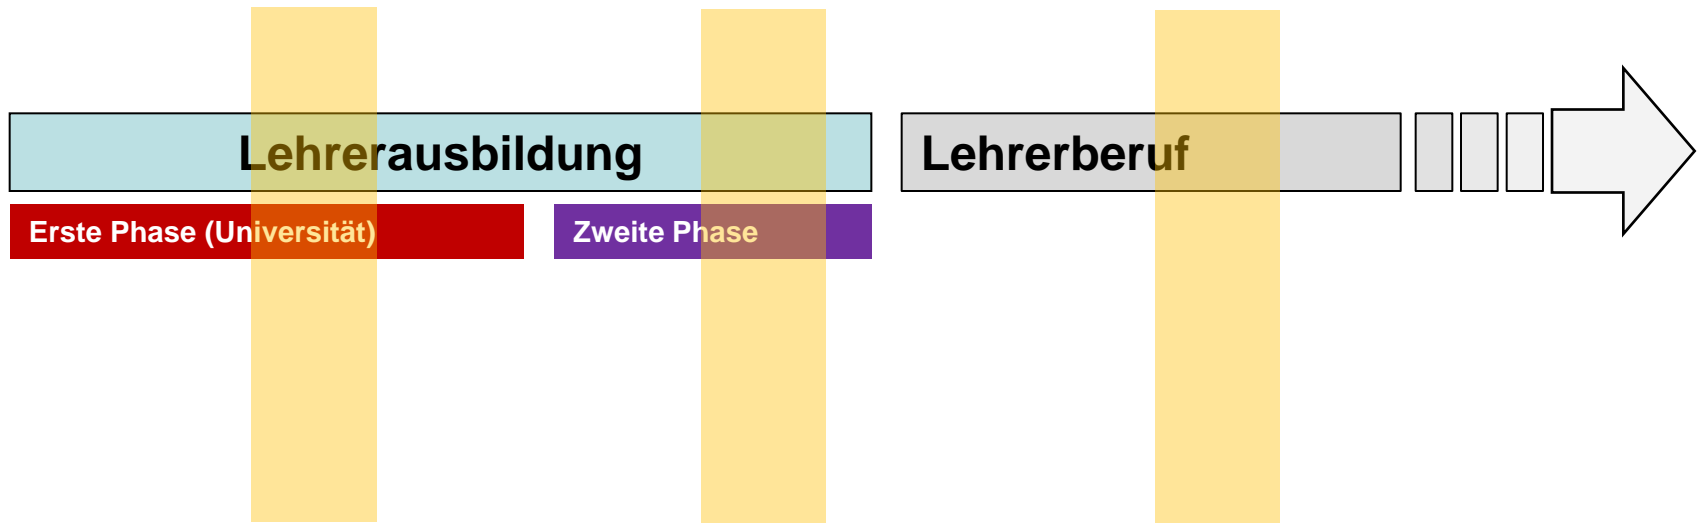 Lehrerausbildung
Lehrerberuf
Erste Phase (Universität)
Zweite Phase